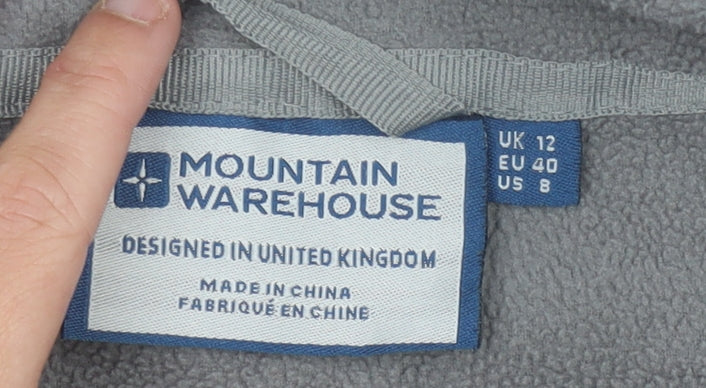 MOUNTAIN
WAREHOUSE
DESIGNED IN UNITED KINGDOM
MADE IN CHINA
FABRIQUÉ EN CHINE
UK 12
EU 40
US 8